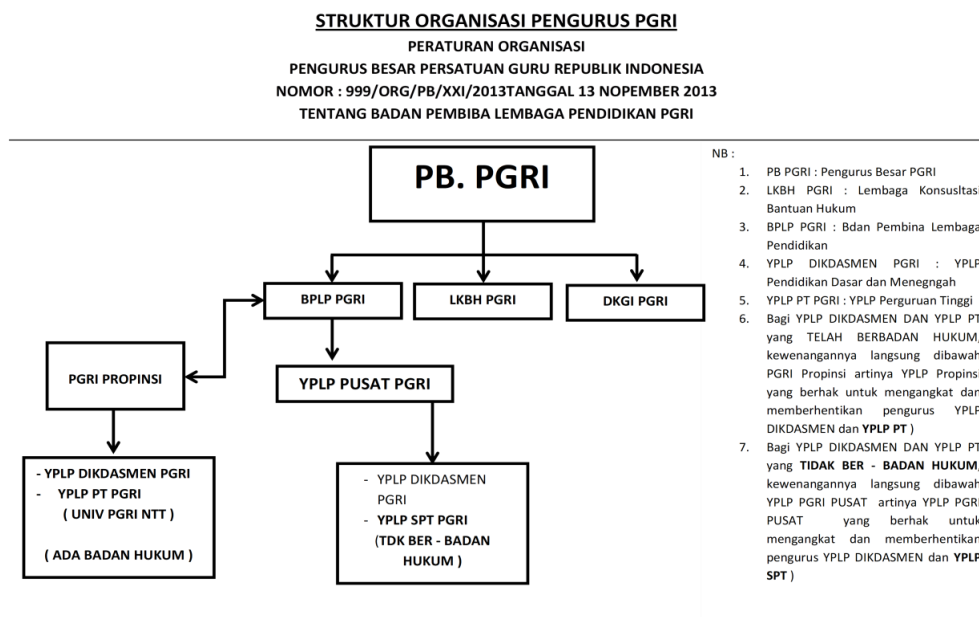 STRUKTUR ORGANISASI PENGURUS PGRI
PERATURAN ORGANISASI
PENGURUS BESAR PERSATUAN GURU REPUBLIK INDONESIA
NOMOR : 999/ORG/PB/XXI/2013TANGGAL 13 NOPEMBER 2013
TENTANG BADAN PEMBIBA LEMBAGA PENDIDIKAN PGRI
PB. PGRI
BPLP PGRI
LKBH PGRI
DKGI PGRI
PGRI PROPINSI
YPLP PUSAT PGRI
- YPLP DIKDASMEN PGRI
- YPLP PT PGRI
( UNIV PGRI NTT )
( ADA BADAN HUKUM )
- YPLP DIKDASMEN
PGRI
- YPLP SPT PGRI
(TDK BER - BADAN
HUKUM )
NB :
1. PB PGRI : Pengurus Besar PGRI
2. LKBH PGRI : Lembaga Konsusltasi
Bantuan Hukum
3. BPLP PGRI : Bdan Pembina Lembaga
Pendidikan
4. YPLP DIKDASMEN PGRI : YPLP
Pendidikan Dasar dan Menegngah
5. YPLP PT PGRI : YPLP Perguruan Tinggi
6. Bagi YPLP DIKDASMEN DAN YPLP PT
yang TELAH BERBADAN HUKUM,
kewenangannya langsung dibawah
PGRI Propinsi artinya YPLP Propinsi
yang berhak untuk mengangkat dan
memberhentikan pengurus YPLP
DIKDASMEN dan YPLP PT )
7. Bagi YPLP DIKDASMEN DAN YPLP PT
yang TIDAK BER - BADAN HUKUM,
kewenangannya langsung dibawah
YPLP PGRI PUSAT artinya YPLP PGRI
PUSAT yang berhak untuk
mengangkat dan memberhentikan
pengurus YPLP DIKDASMEN dan YPLP
SPT )